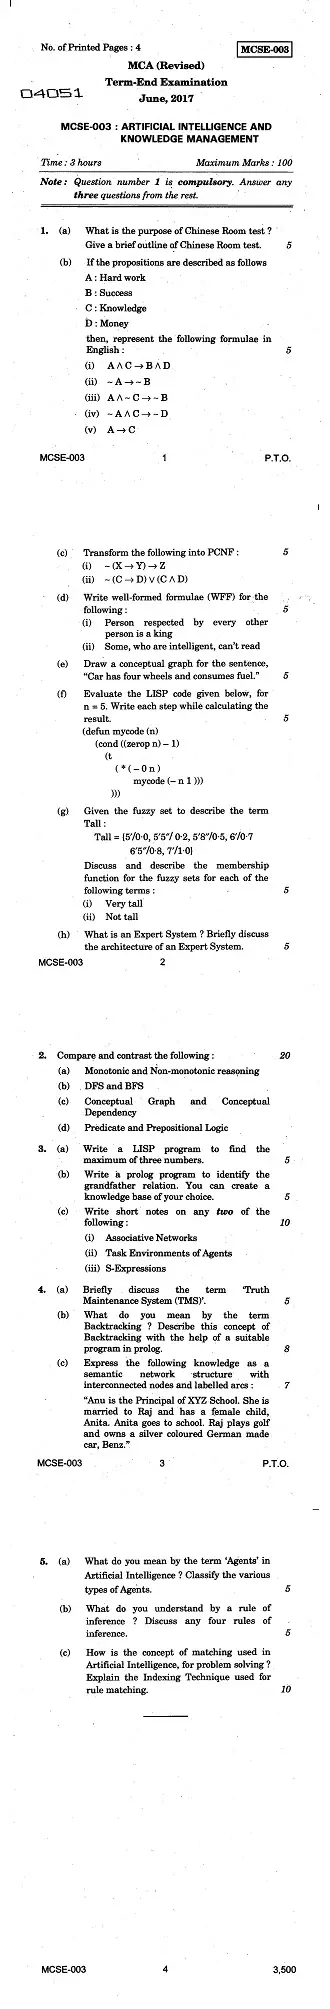 No. of Printed Pages : 4 MCSE-003
MCA (Revised)
Term-End Examination
04051
June, 2017
MCSE-003 : ARTIFICIAL INTELLIGENCE AND
KNOWLEDGE MANAGEMENT
Time : 3 hours Maximum Marks : 100
Note : Question number 1 is compulsory. Answer any
three questions from the rest.
1. (a) What is the purpose of Chinese Room test ?
Give a brief outline of Chinese Room test. 5
(b) If the propositions are described as follows
A : Hard work
B : Success
C : Knowledge
D : Money
then, represent the following formulae in
English : 5
(i) A ∧ C → B ∧ D
(ii) ~ A → ~ B
(iii) A ∧ ~ C → ~ B
(iv) ~ A ∧ C → ~ D
(v) A → C
MCSE-003 1 P.T.O.
(c) Transform the following into PCNF : 5
(i) ~ (X → Y) → Z
(ii) ~ (C → D) ∨ (C ∧ D)
(d) Write well-formed formulae (WFF) for the
following : 5
(i) Person respected by every other
person is a king
(ii) Some, who are intelligent, can't read
(e) Draw a conceptual graph for the sentence,
"Car has four wheels and consumes fuel." 5
(f) Evaluate the LISP code given below, for
n = 5. Write each step while calculating the
result. 5
(defun mycode (n)
(cond ((zerop n) – 1)
(t
( * ( – 0 n )
mycode (– n 1 )))
)))
(g) Given the fuzzy set to describe the term
Tall :
Tall = {5'/0·0, 5'5"/ 0·2, 5'8"/0·5, 6'/0·7
6'5"/0·8, 7'/1·0}
Discuss and describe the membership
function for the fuzzy sets for each of the
following terms : 5
(i) Very tall
(ii) Not tall
(h) What is an Expert System ? Briefly discuss
the architecture of an Expert System. 5
MCSE-003 2
2. Compare and contrast the following : 20
(a) Monotonic and Non-monotonic reasoning
(b) DFS and BFS
(c) Conceptual Graph and Conceptual
Dependency
(d) Predicate and Prepositional Logic
3. (a) Write a LISP program to find the
maximum of three numbers. 5
(b) Write a prolog program to identify the
grandfather relation. You can create a
knowledge base of your choice. 5
(c) Write short notes on any two of the
following : 10
(i) Associative Networks
(ii) Task Environments of Agents
(iii) S-Expressions
4. (a) Briefly discuss the term 'Truth
Maintenance System (TMS)'. 5
(b) What do you mean by the term
Backtracking ? Describe this concept of
Backtracking with the help of a suitable
program in prolog. 8
(c) Express the following knowledge as a
semantic network structure with
interconnected nodes and labelled arcs : 7
"Anu is the Principal of XYZ School. She is
married to Raj and has a female child,
Anita. Anita goes to school. Raj plays golf
and owns a silver coloured German made
car, Benz."
MCSE-003 3 P.T.O.
5. (a) What do you mean by the term 'Agents' in
Artificial Intelligence ? Classify the various
types of Agents. 5
(b) What do you understand by a rule of
inference ? Discuss any four rules of
inference. 5
(c) How is the concept of matching used in
Artificial Intelligence, for problem solving ?
Explain the Indexing Technique used for
rule matching. 10
MCSE-003 4 3,500